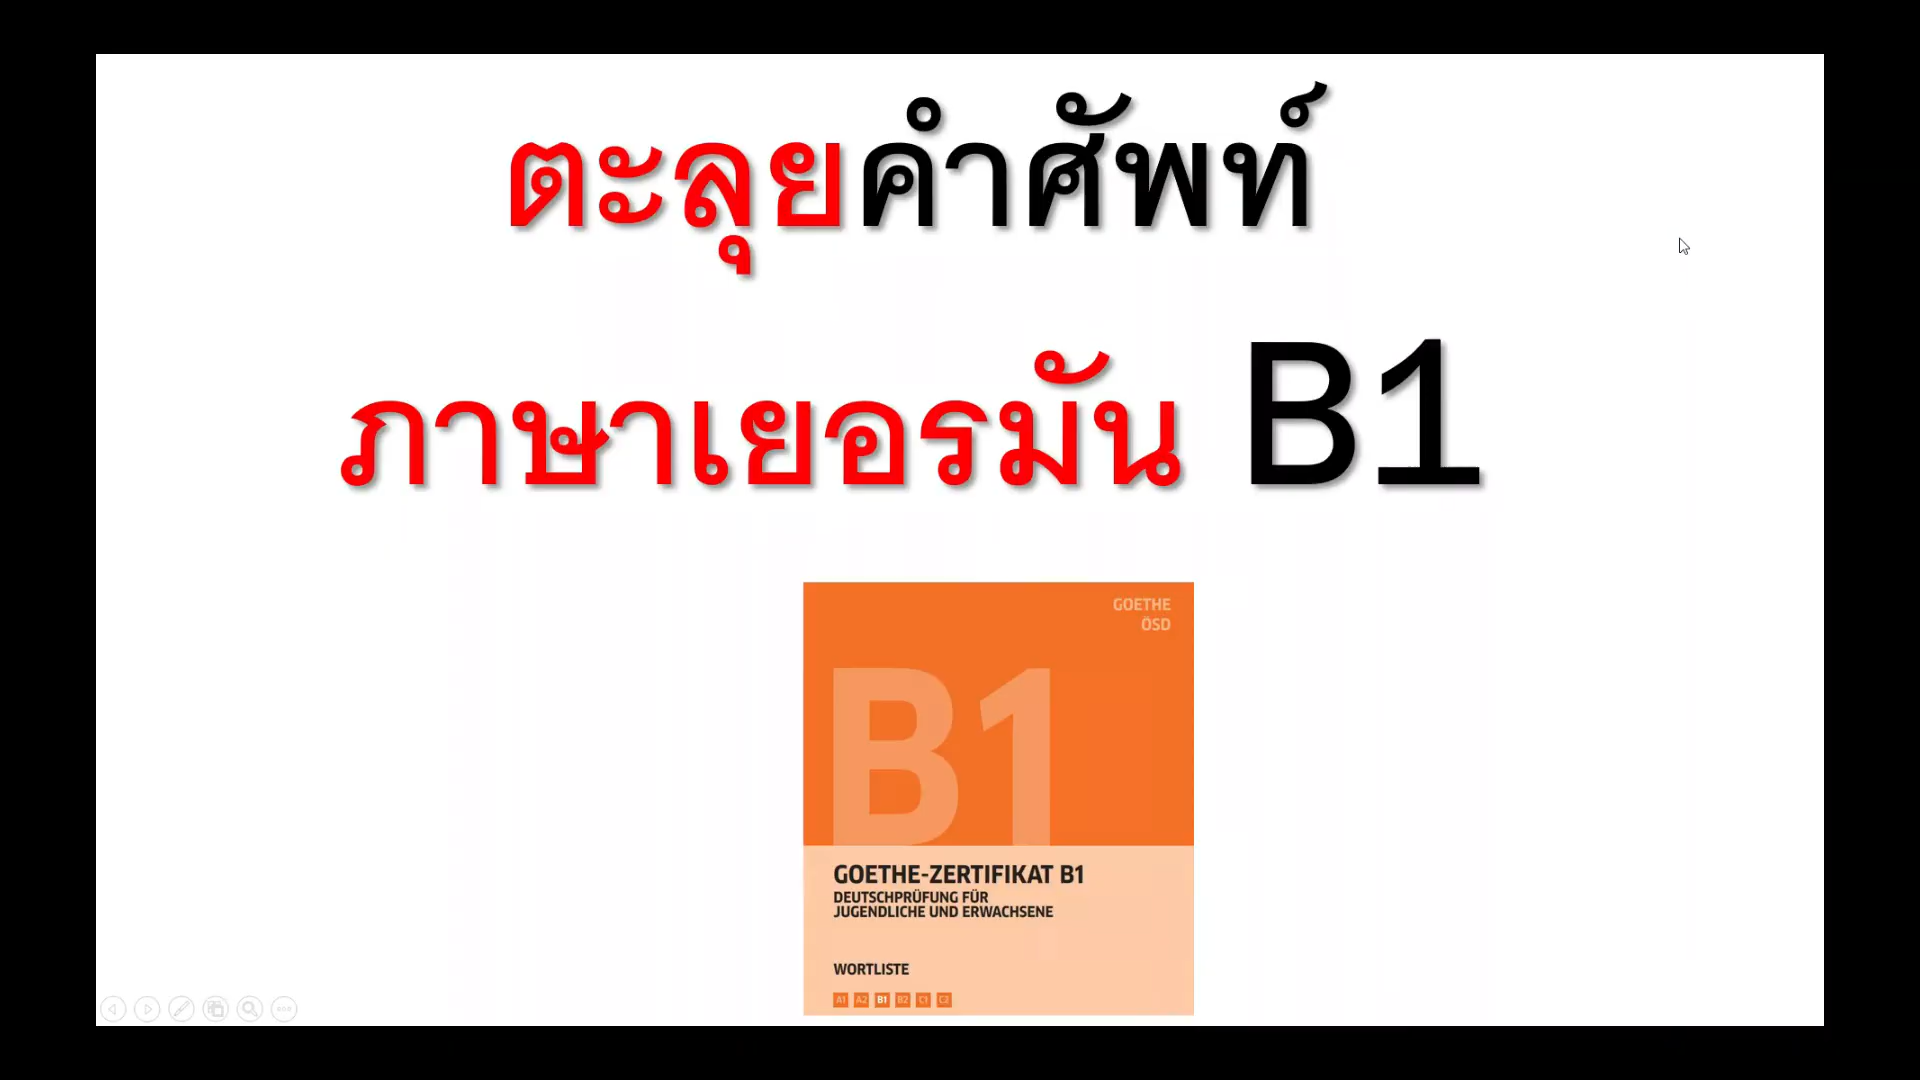 ตะลุยคำศัพท์
ภาษาเยอรมัน B1
GOETHE
ÖSD
B1
GOETHE-ZERTIFIKAT B1
DEUTSCHPRÜFUNG FÜR
JUGENDLICHE UND ERWACHSENE
WORTLISTE
A1 A2 B1 B2 C1 C2